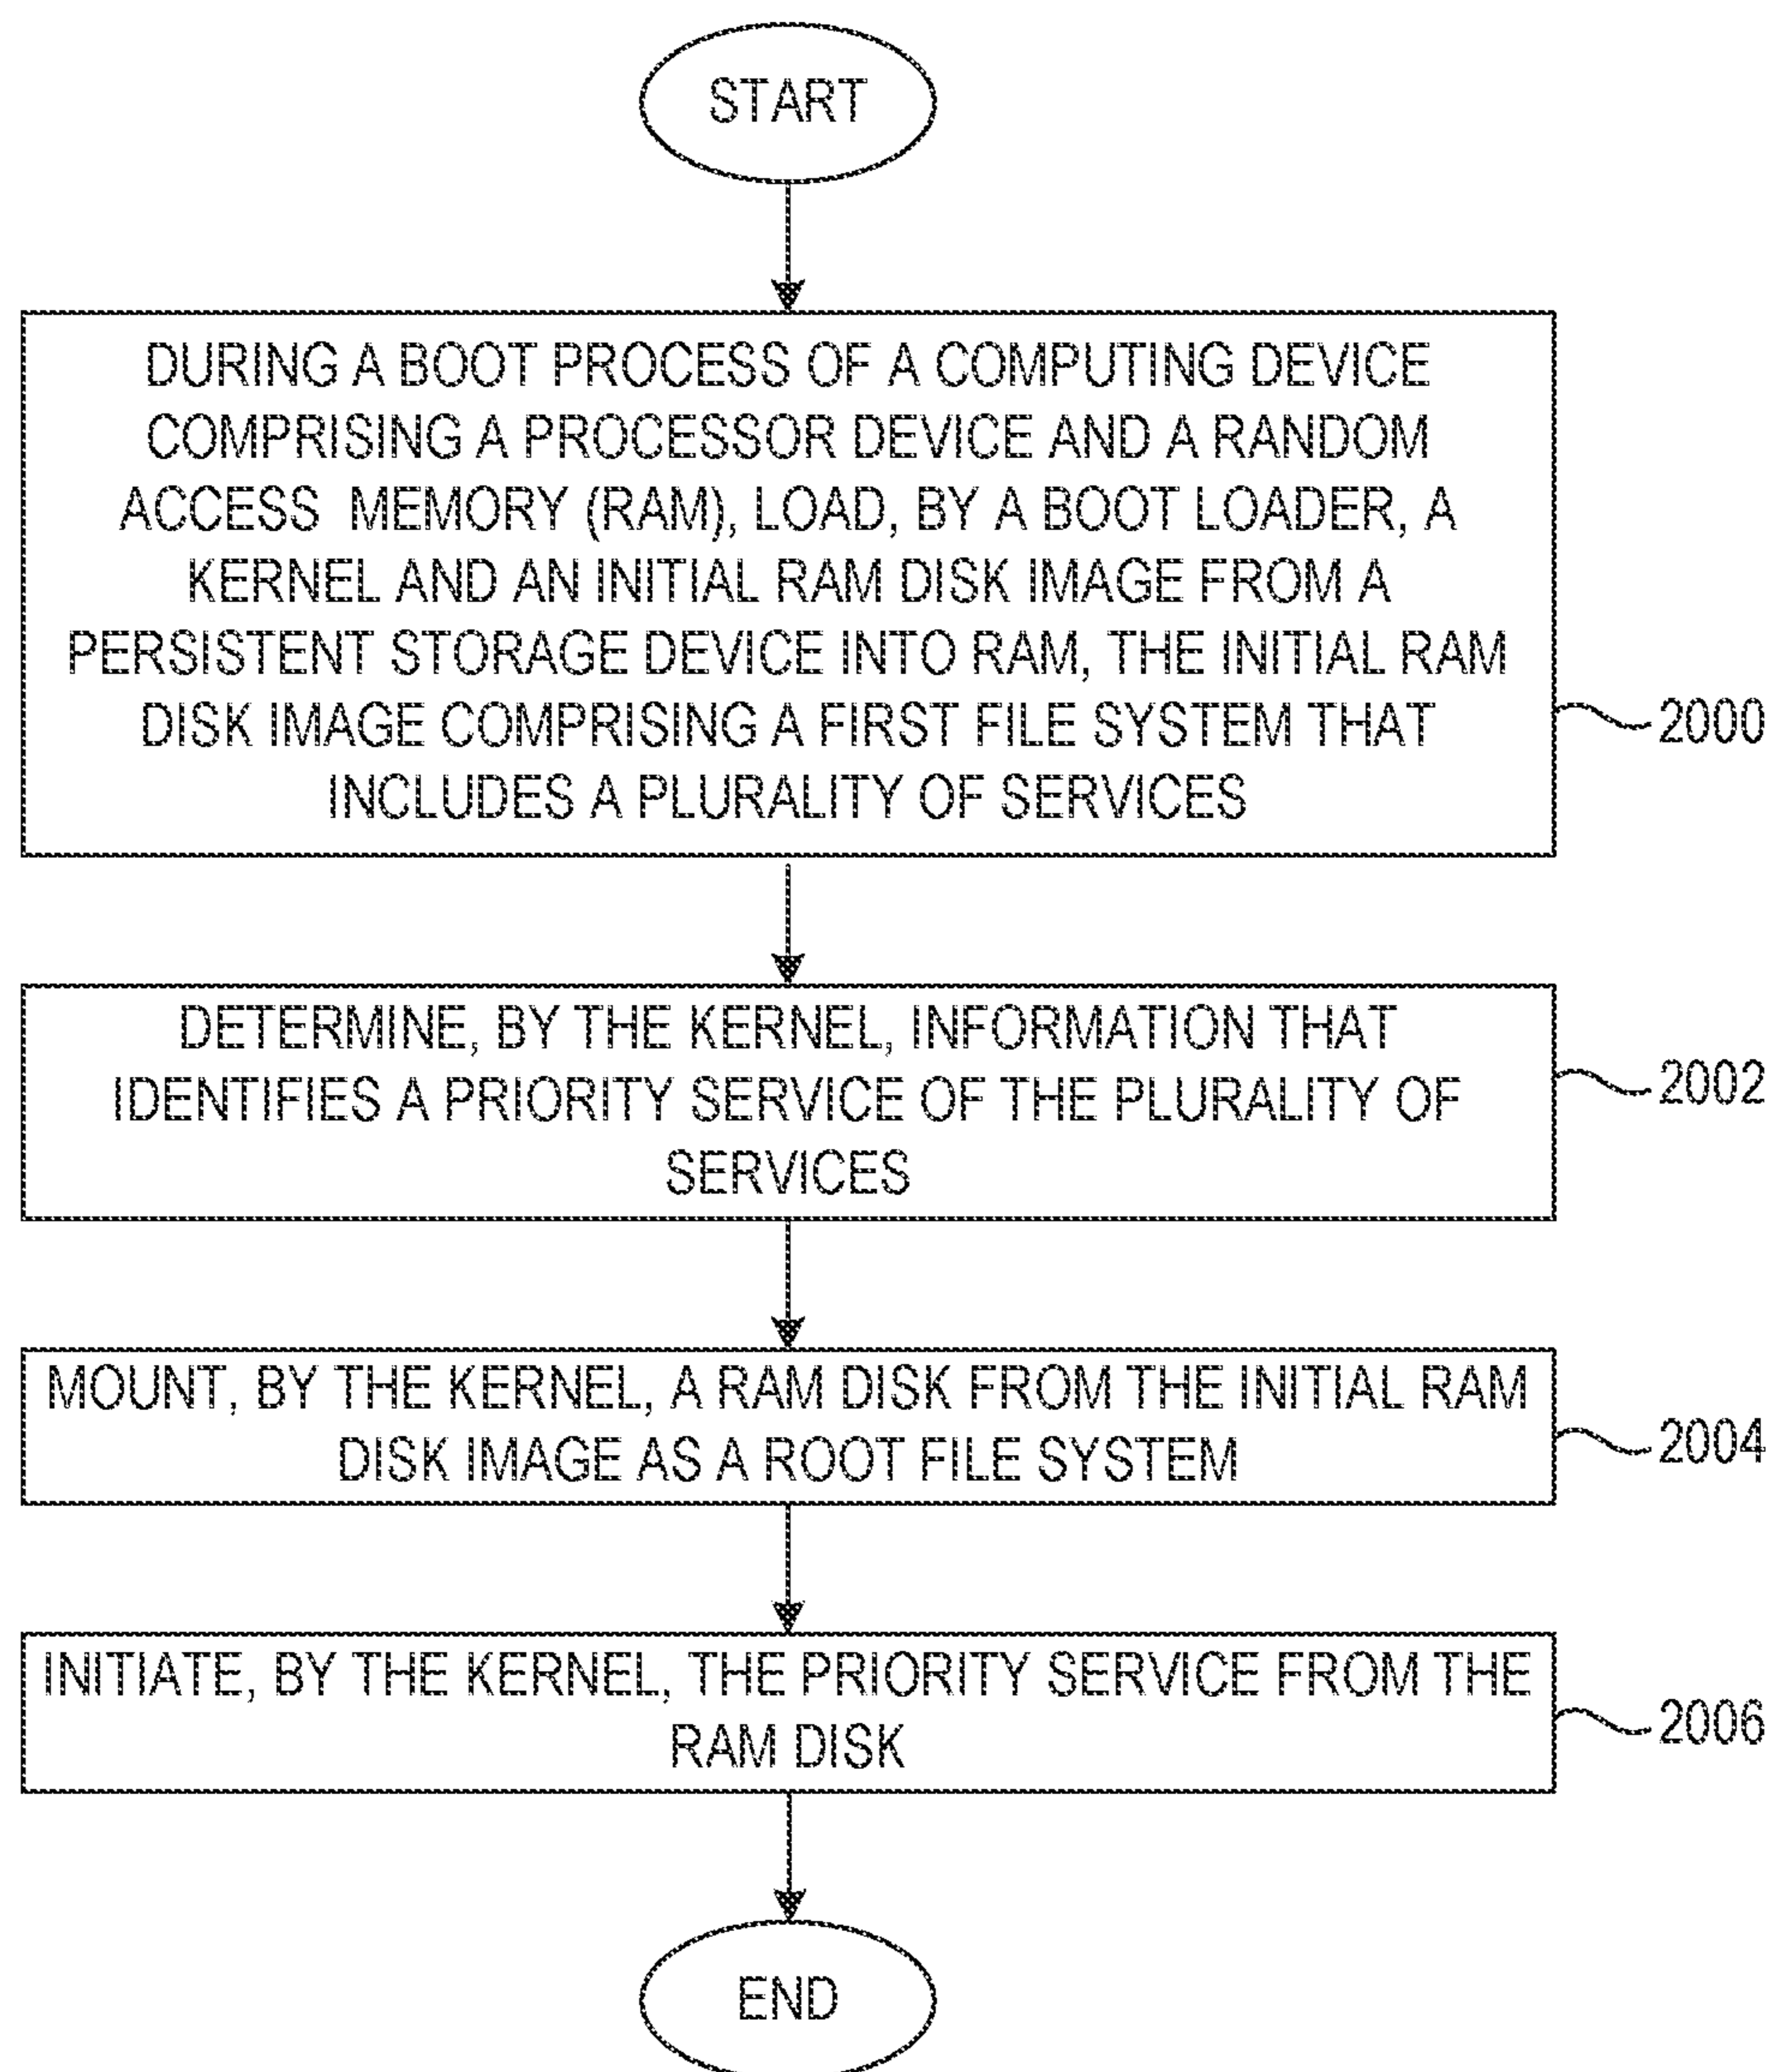 START
DURING A BOOT PROCESS OF A COMPUTING DEVICE
COMPRISING A PROCESSOR DEVICE AND A RANDOM
ACCESS MEMORY (RAM), LOAD, BY A BOOT LOADER, A
KERNEL AND AN INITIAL RAM DISK IMAGE FROM A
PERSISTENT STORAGE DEVICE INTO RAM, THE INITIAL RAM
DISK IMAGE COMPRISING A FIRST FILE SYSTEM THAT
INCLUDES A PLURALITY OF SERVICES
2000
DETERMINE, BY THE KERNEL, INFORMATION THAT
IDENTIFIES A PRIORITY SERVICE OF THE PLURALITY OF
SERVICES
2002
MOUNT, BY THE KERNEL, A RAM DISK FROM THE INITIAL RAM
DISK IMAGE AS A ROOT FILE SYSTEM
2004
INITIATE, BY THE KERNEL, THE PRIORITY SERVICE FROM THE
RAM DISK
2006
END